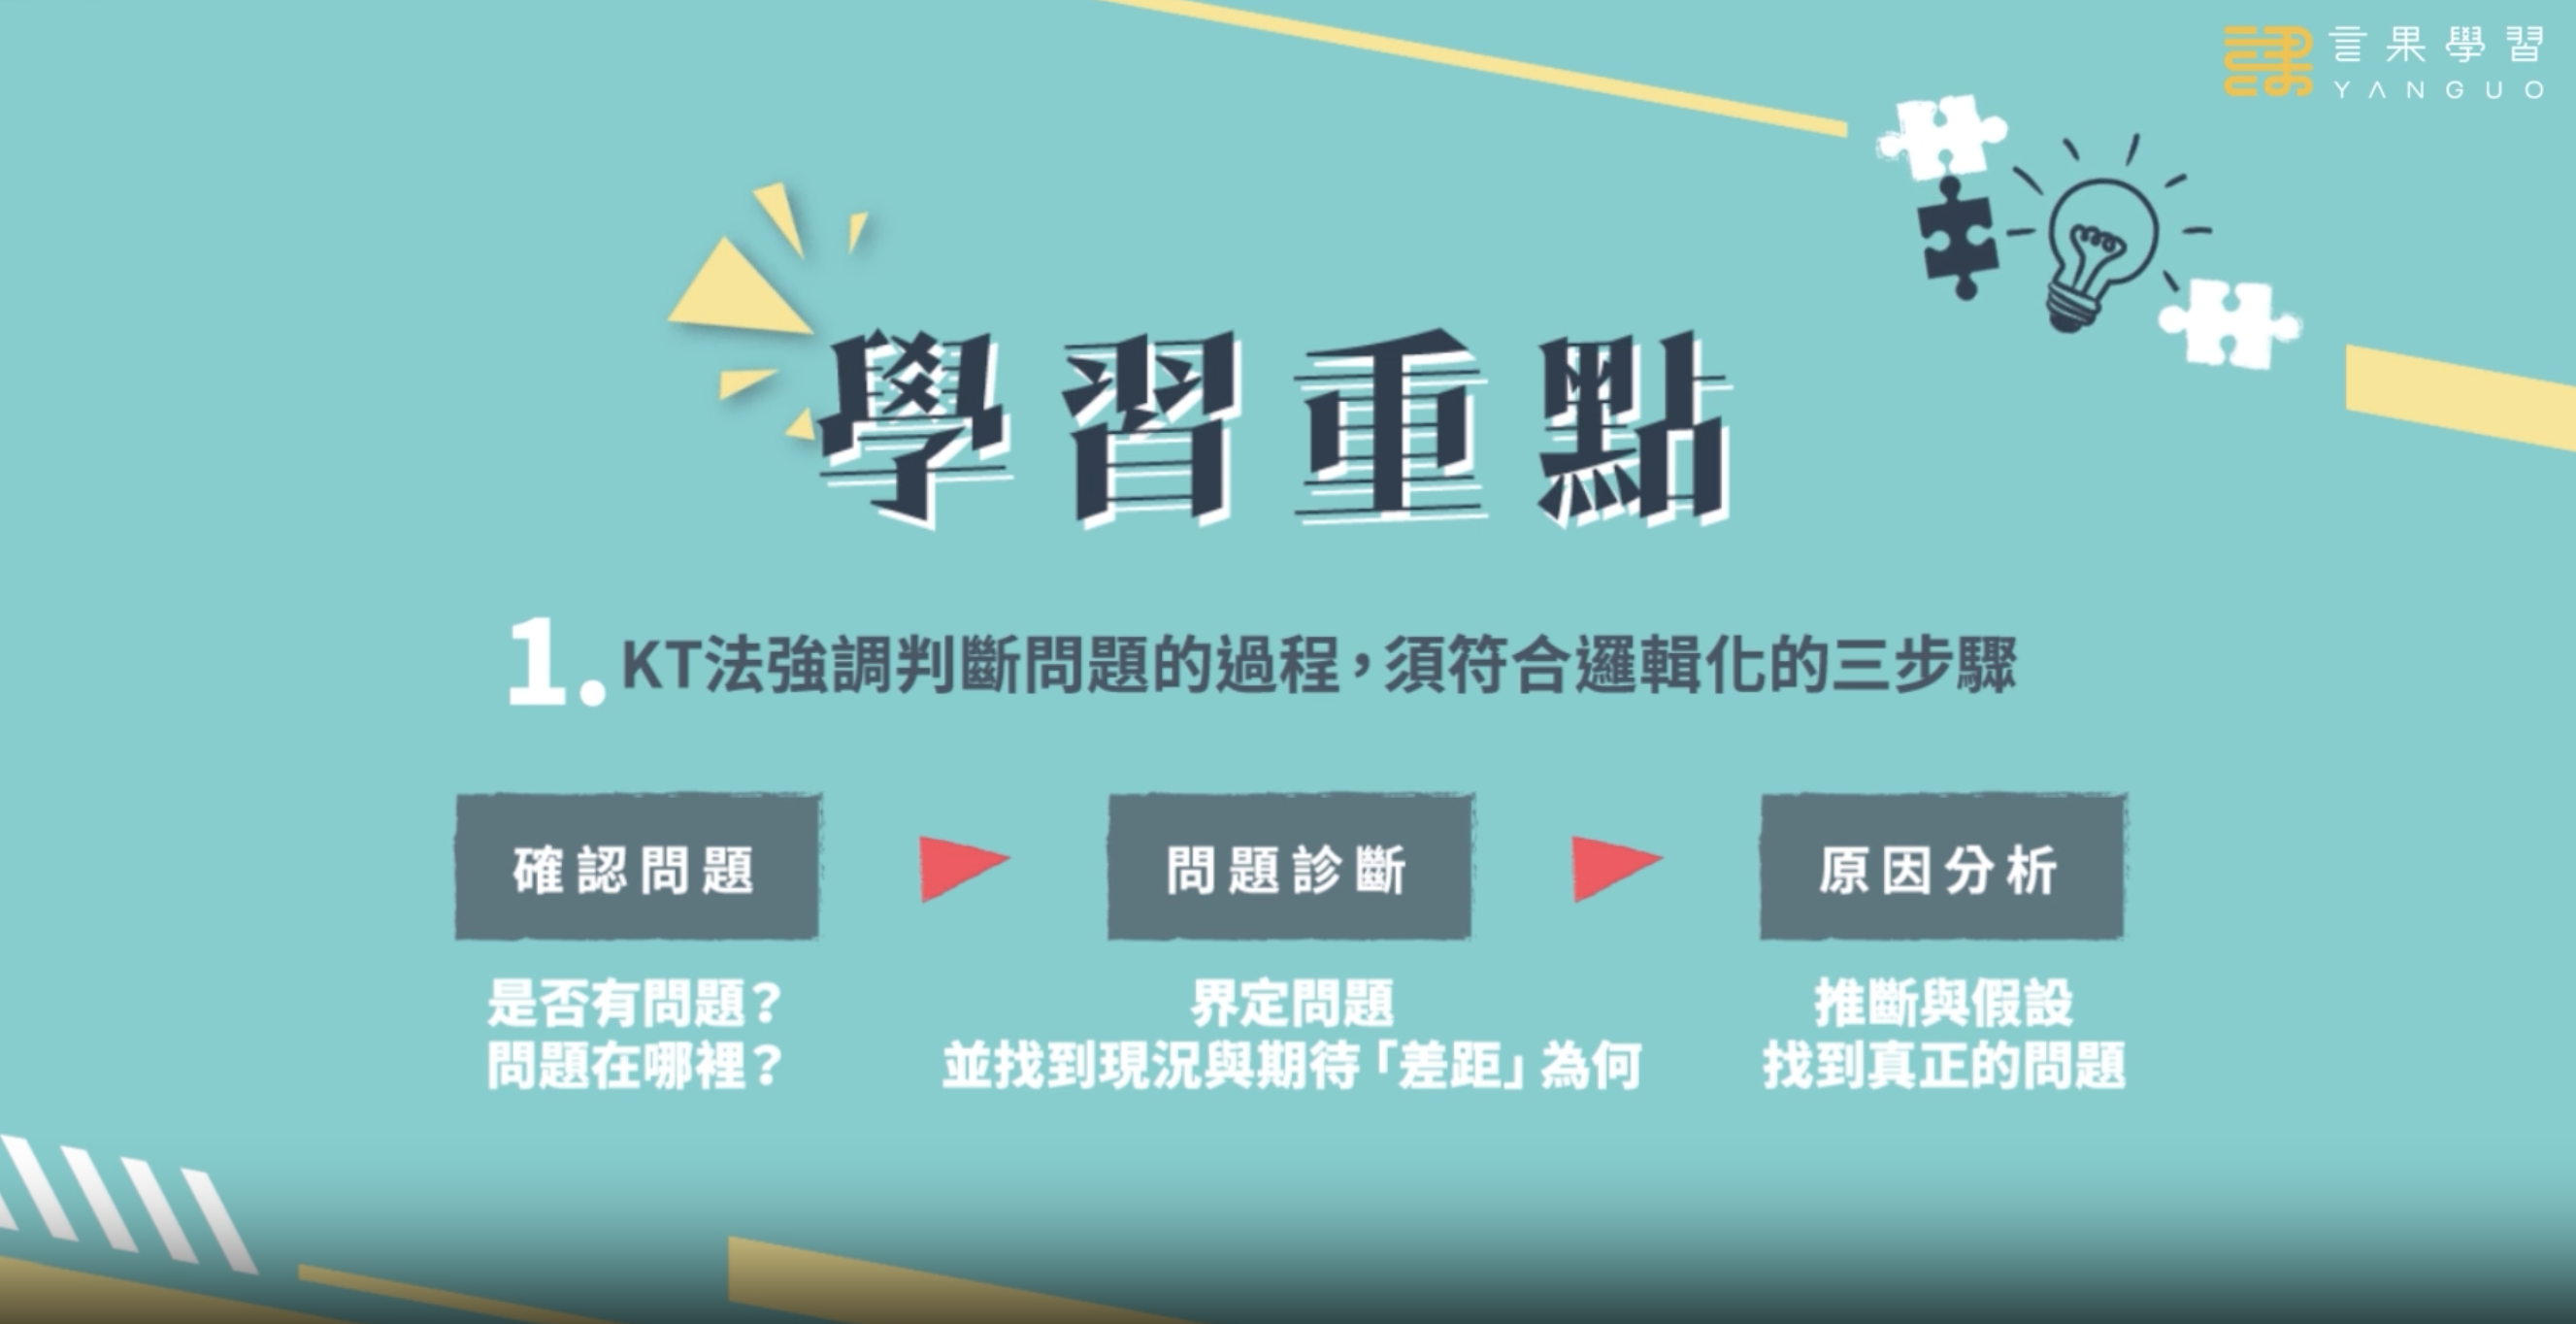 言果學習
YANGUO
學習重點
1. KT法強調判斷問題的過程，須符合邏輯化的三步驟
確認問題
問題診斷
原因分析
是否有問題？
問題在哪裡？
界定問題
並找到現況與期待「差距」為何
推斷與假設
找到真正的問題